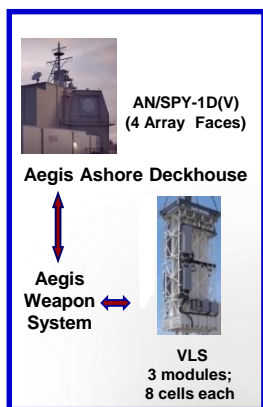 AN/SPY-1D(V)
(4 Array Faces)
Aegis Ashore Deckhouse
Aegis
Weapon
System
VLS
3 modules;
8 cells each